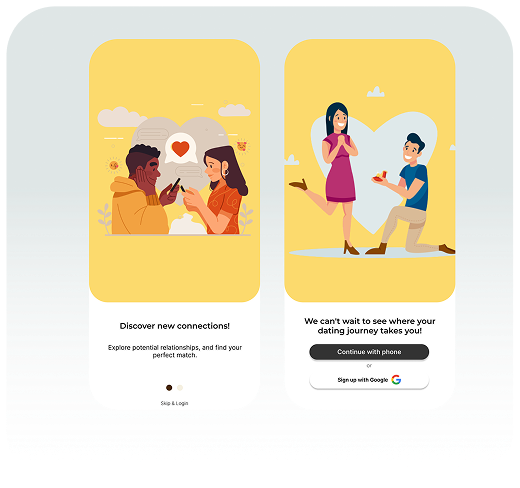 Discover new connections!
Explore potential relationships, and find your
perfect match.
Skip & Login
We can't wait to see where your
dating journey takes you!
Continue with phone
or
Sign up with Google